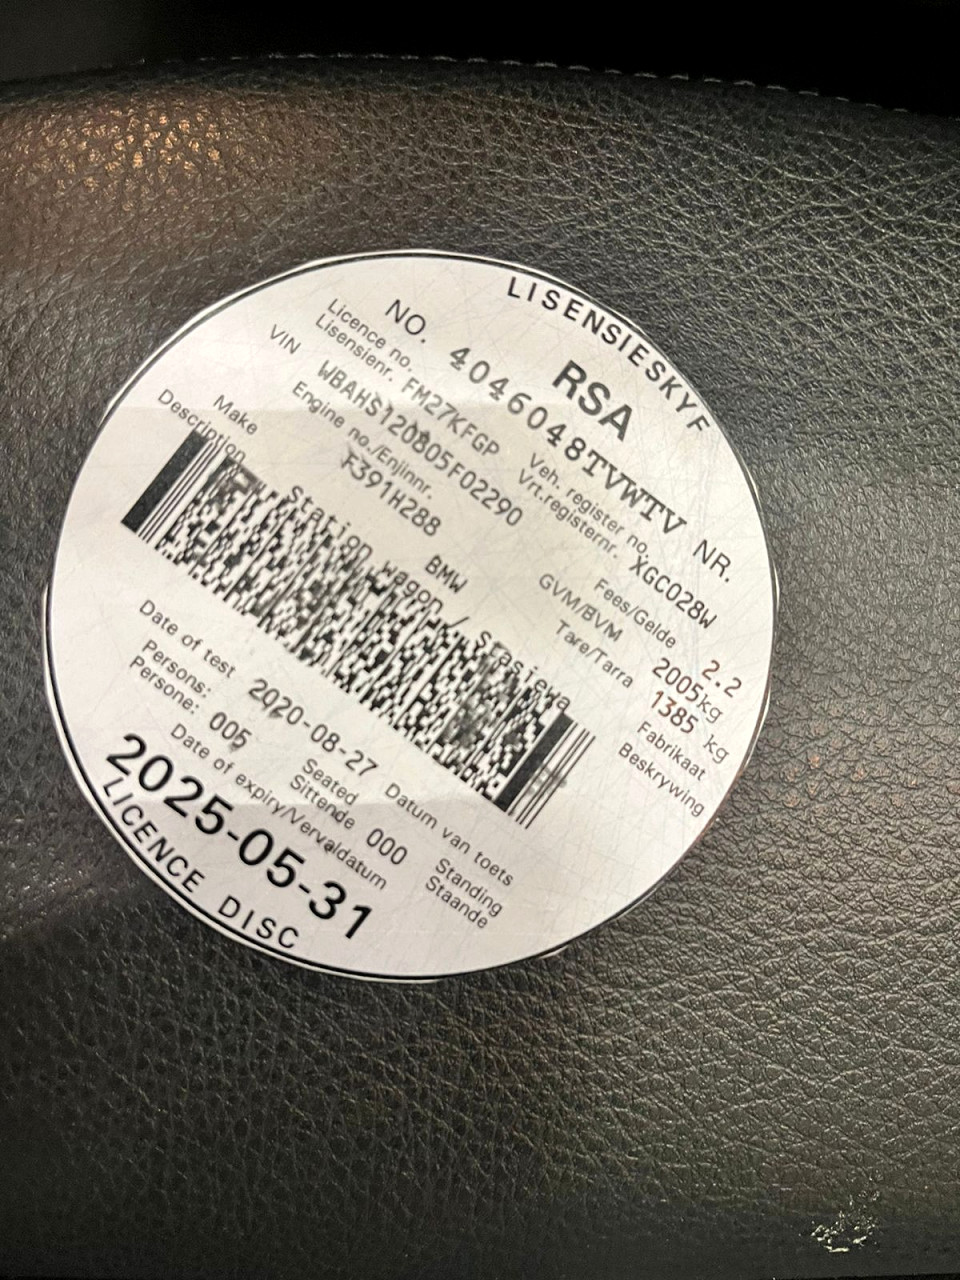 LISENSIESKYF
RSA
NO. 4046048TVWTV NR.
Licence no. Veh. register no.
Lisensienr. FM27KFGP Vrt.registernr. XGC028W
VIN WBAHS120805F02290 Fees/Gelde 2.2
Engine no./Enjinnr. GVM/BVM 2005kg
F391H288 Tare/Tarra 1385 kg
Make BMW Fabrikaat
Description Station wagon / Stasiewa Beskrywing
Date of test 2020-08-27 Datum van toets
Persons: Seated Standing
Persone: 005 Sittende 000 Staande
Date of expiry/Vervaldatum
2025-05-31
LICENCE DISC